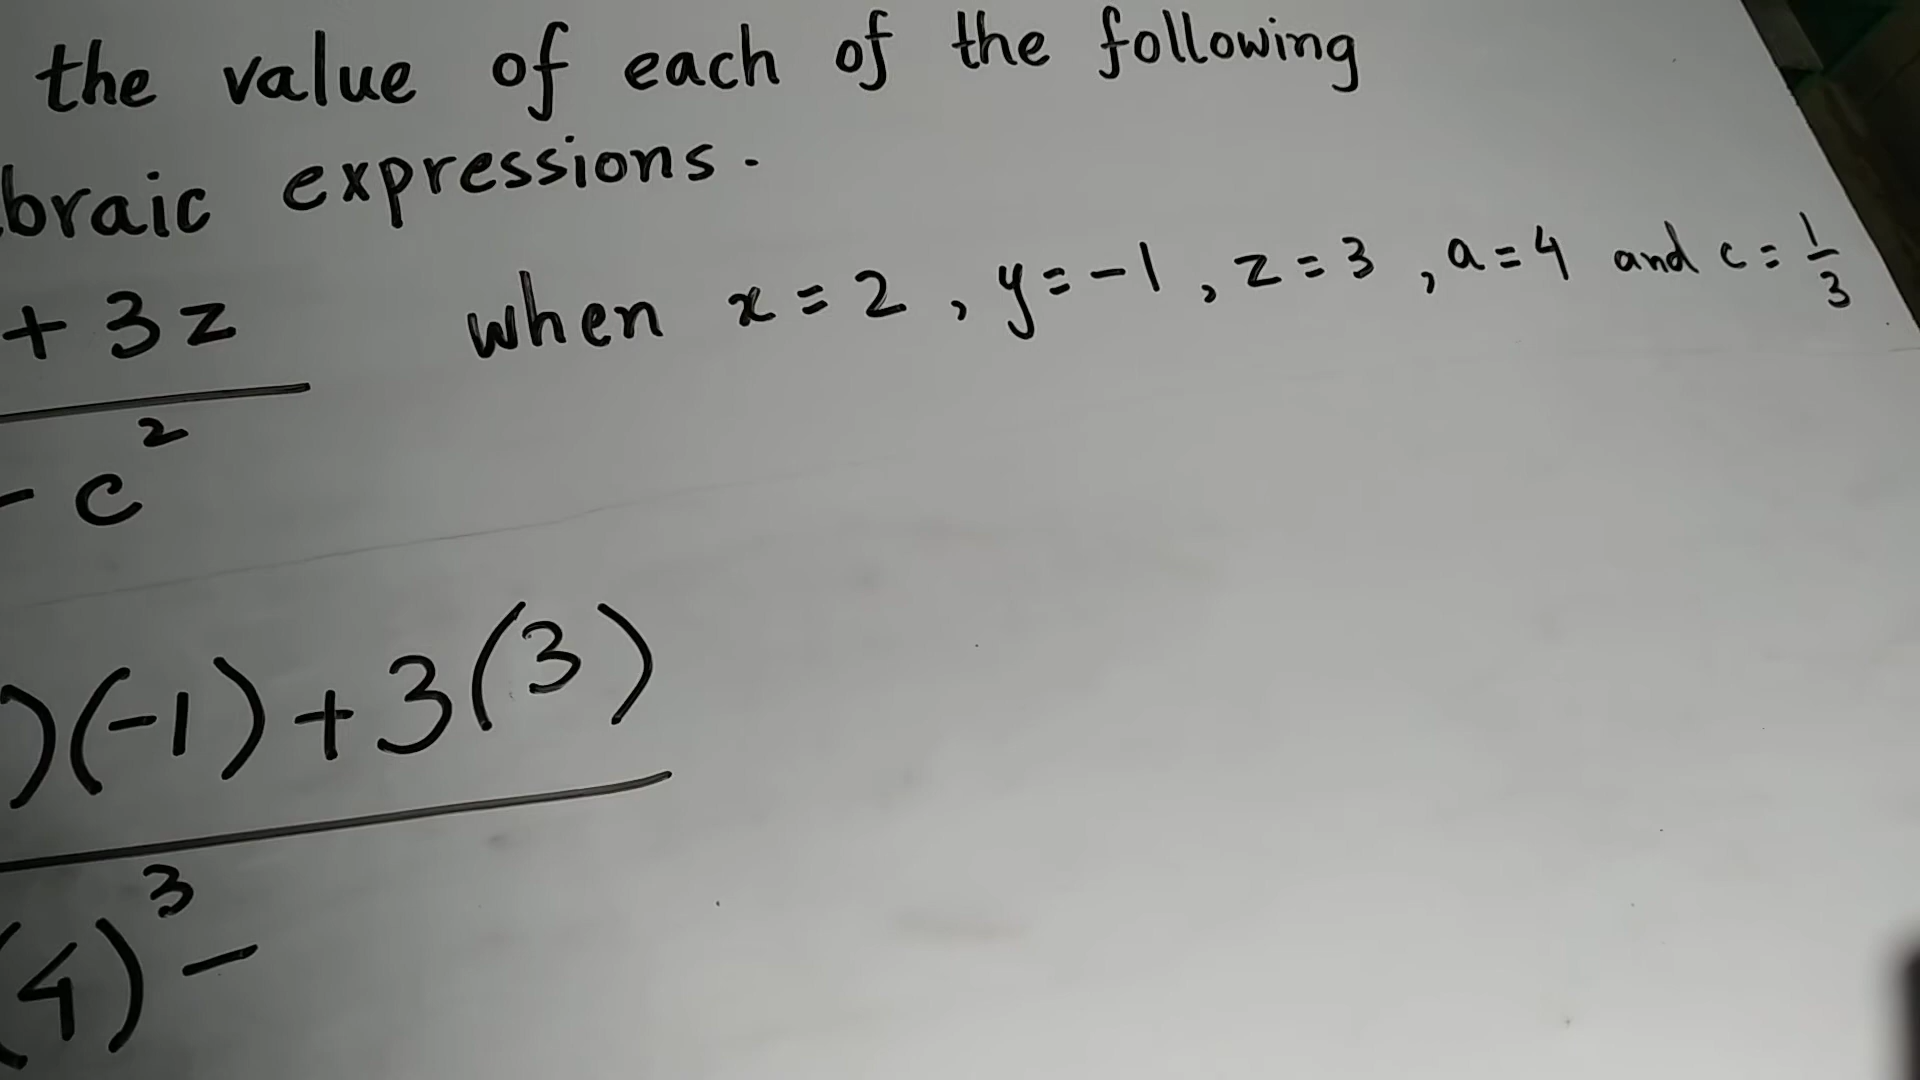 the value of each of the following
braic expressions.
+ 3z when x = 2, y = -1, z = 3, a = 4 and c = 1/3
- c²
)(-1) + 3(3)
(4)³ -